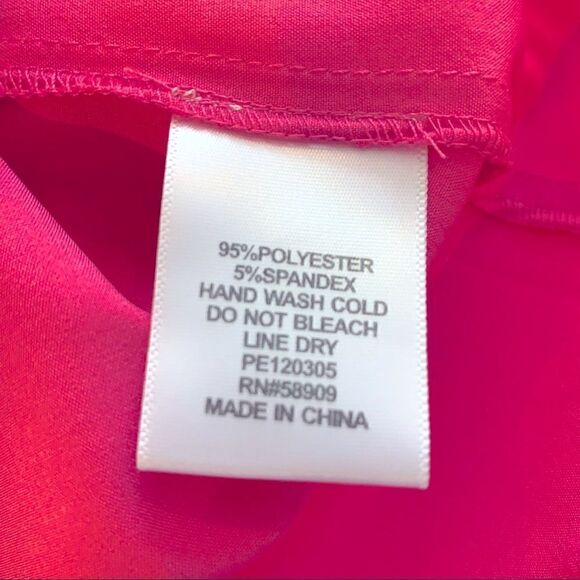 95%POLYESTER
5%SPANDEX
HAND WASH COLD
DO NOT BLEACH
LINE DRY
PE120305
RN#58909
MADE IN CHINA